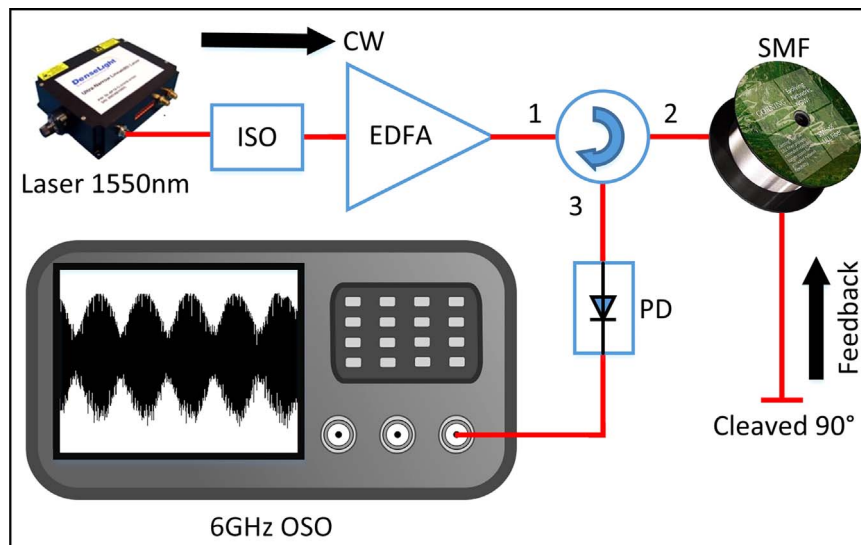 CW
SMF
DenseLight
ISO
EDFA
1
2
Laser 1550nm
3
PD
Feedback
Cleaved 90°
6GHz OSO